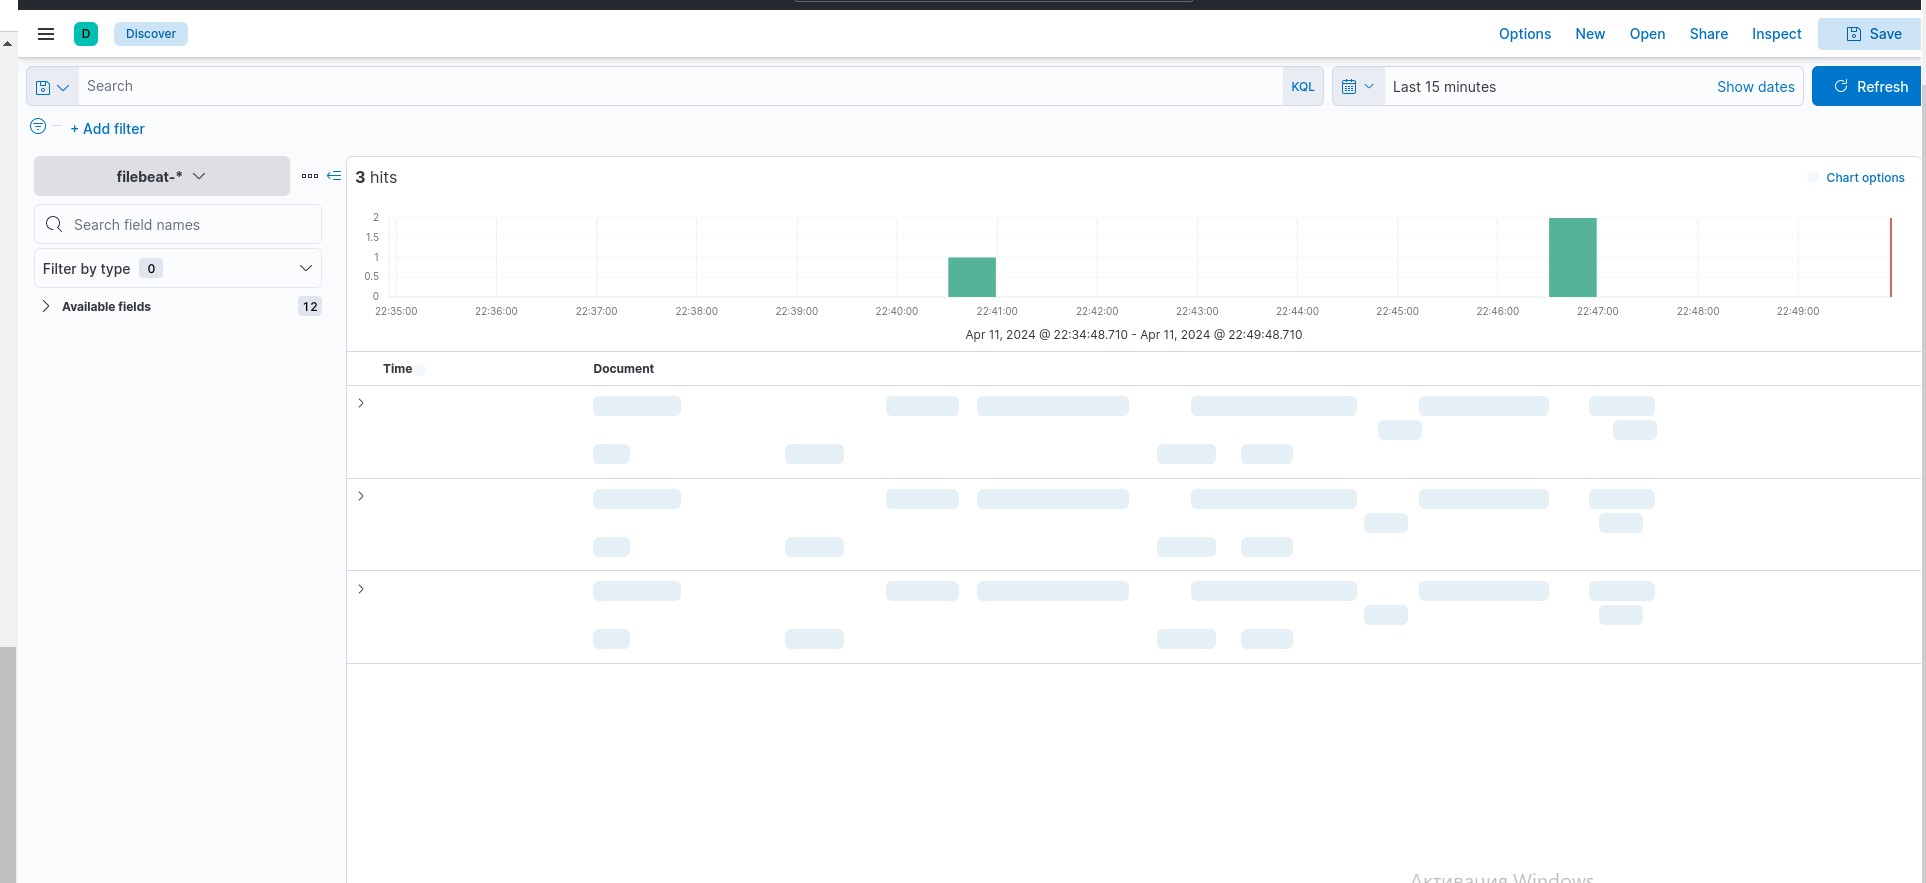 D Discover Options New Open Share Inspect Save
Search KQL Last 15 minutes Show dates Refresh
+ Add filter
filebeat-*
Search field names
Filter by type 0
Available fields 12
3 hits Chart options
2
1.5
1
0.5
0
22:35:00 22:36:00 22:37:00 22:38:00 22:39:00 22:40:00 22:41:00 22:42:00 22:43:00 22:44:00 22:45:00 22:46:00 22:47:00 22:48:00 22:49:00
Apr 11, 2024 @ 22:34:48.710 - Apr 11, 2024 @ 22:49:48.710
Time Document
Активация Windows